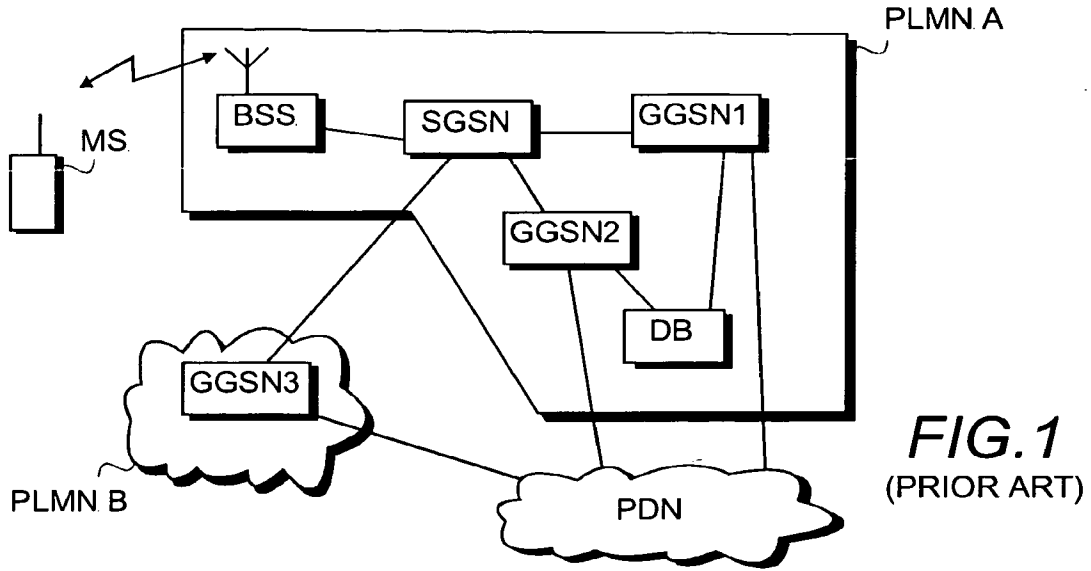 PLMN A
BSS
SGSN
GGSN1
MS
GGSN2
DB
GGSN3
FIG.1
(PRIOR ART)
PLMN B
PDN